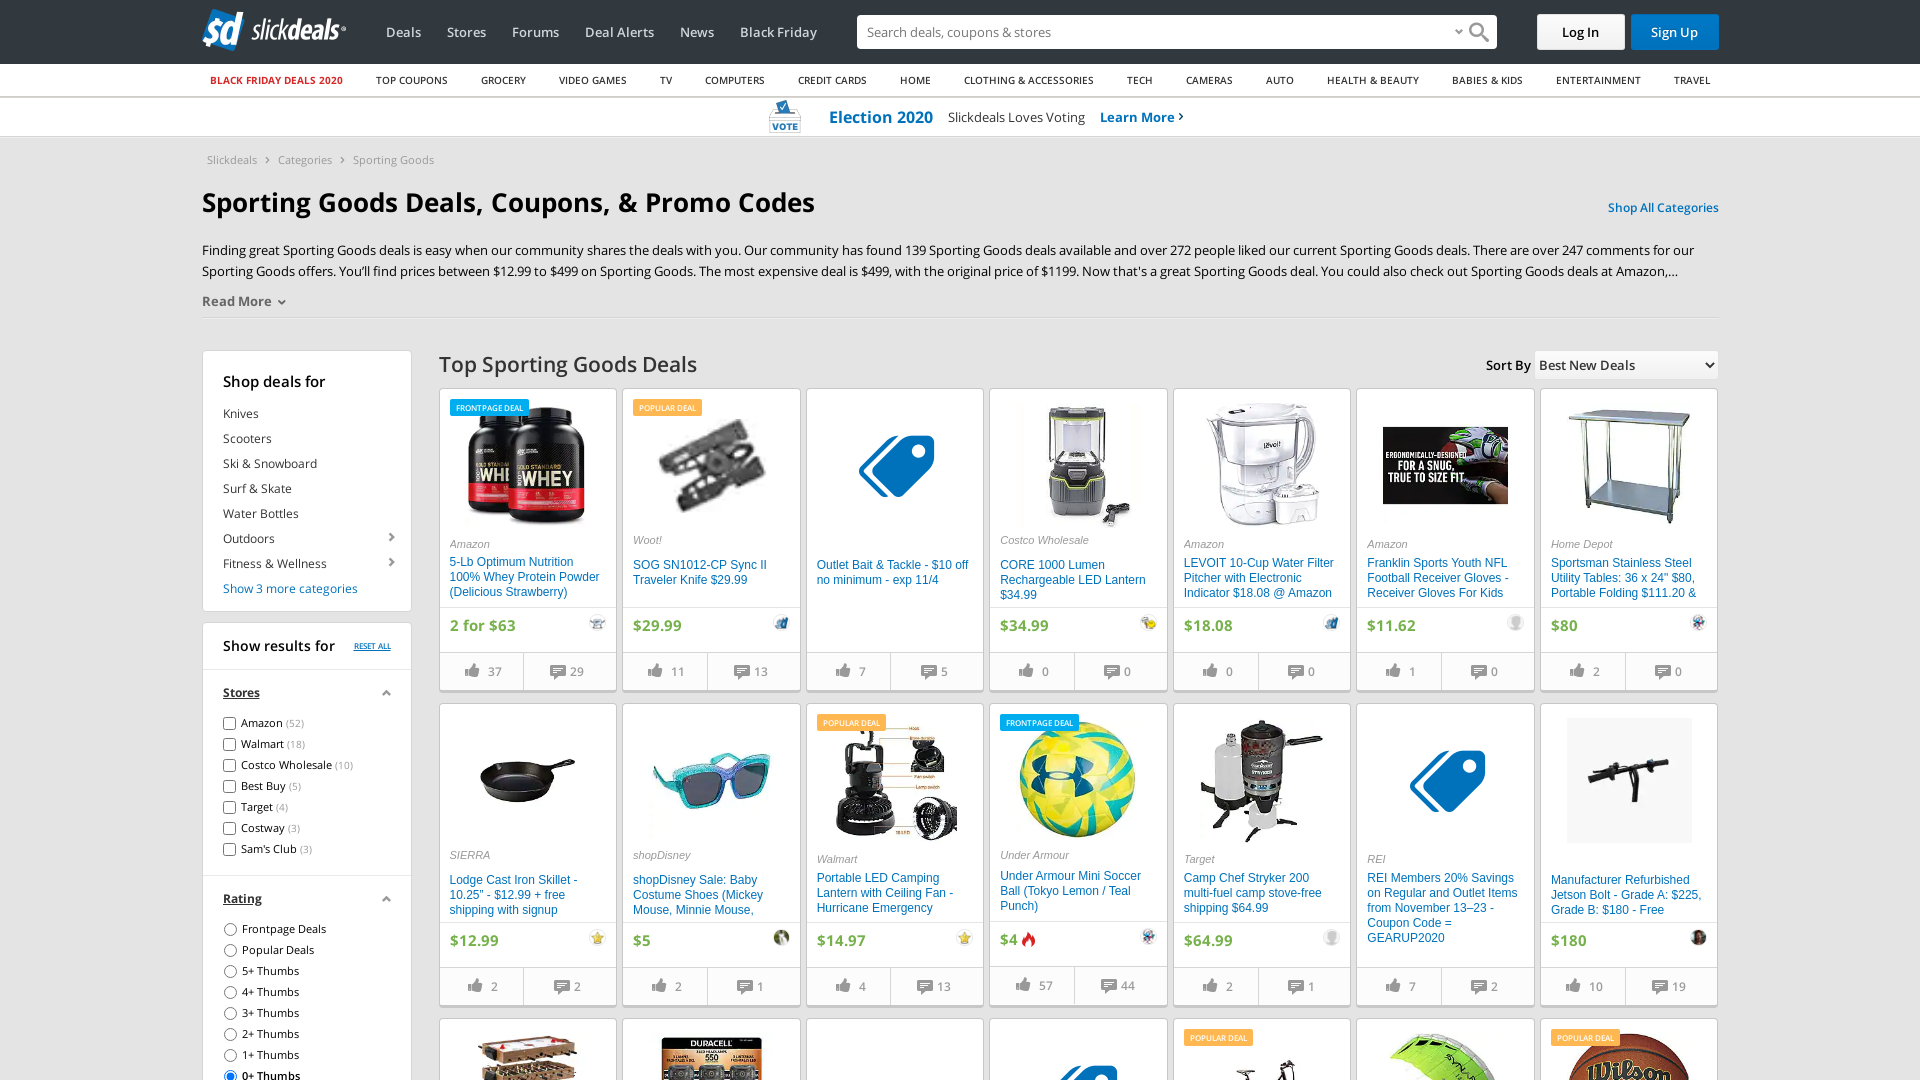 sd slickdeals
Deals
Stores
Forums
Deal Alerts
News
Black Friday
Search deals, coupons & stores
Log In
Sign Up
BLACK FRIDAY DEALS 2020
TOP COUPONS
GROCERY
VIDEO GAMES
TV
COMPUTERS
CREDIT CARDS
HOME
CLOTHING & ACCESSORIES
TECH
CAMERAS
AUTO
HEALTH & BEAUTY
BABIES & KIDS
ENTERTAINMENT
TRAVEL
VOTE
Election 2020 Slickdeals Loves Voting Learn More
Slickdeals
Categories
Sporting Goods
Sporting Goods Deals, Coupons, & Promo Codes
Shop All Categories
Finding great Sporting Goods deals is easy when our community shares the deals with you. Our community has found 139 Sporting Goods deals available and over 272 people liked our current Sporting Goods deals. There are over 247 comments for our
Sporting Goods offers. You'll find prices between $12.99 to $499 on Sporting Goods. The most expensive deal is $499, with the original price of $1199. Now that's a great Sporting Goods deal. You could also check out Sporting Goods deals at Amazon,...
Read More
Shop deals for
Knives
Scooters
Ski & Snowboard
Surf & Skate
Water Bottles
Outdoors
Fitness & Wellness
Show 3 more categories
Show results for
RESET ALL
Stores
Amazon (52)
Walmart (18)
Costco Wholesale (10)
Best Buy (5)
Target (4)
Costway (3)
Sam's Club (3)
Rating
Frontpage Deals
Popular Deals
5+ Thumbs
4+ Thumbs
3+ Thumbs
2+ Thumbs
1+ Thumbs
0+ Thumbs
Top Sporting Goods Deals
Sort By Best New Deals
FRONTPAGE DEAL
GOLD STANDARD
WHEY
Amazon
5-Lb Optimum Nutrition
100% Whey Protein Powder
(Delicious Strawberry)
2 for $63
37
29
POPULAR DEAL
Woot!
SOG SN1012-CP Sync II
Traveler Knife $29.99
$29.99
11
13
Outlet Bait & Tackle - $10 off
no minimum - exp 11/4
7
5
Costco Wholesale
CORE 1000 Lumen
Rechargeable LED Lantern
$34.99
$34.99
0
0
levoit
Amazon
LEVOIT 10-Cup Water Filter
Pitcher with Electronic
Indicator $18.08 @ Amazon
$18.08
0
0
ERGONOMICALLY-DESIGNED
FOR A SNUG,
TRUE TO SIZE FIT
Amazon
Franklin Sports Youth NFL
Football Receiver Gloves -
Receiver Gloves For Kids
$11.62
1
0
Home Depot
Sportsman Stainless Steel
Utility Tables: 36 x 24" $80,
Portable Folding $111.20 &
$80
2
0
SIERRA
Lodge Cast Iron Skillet -
10.25" - $12.99 + free
shipping with signup
$12.99
2
2
shopDisney
shopDisney Sale: Baby
Costume Shoes (Mickey
Mouse, Minnie Mouse,
$5
2
1
POPULAR DEAL
Hook
Fan switch
Lamp switch
Walmart
Portable LED Camping
Lantern with Ceiling Fan -
Hurricane Emergency
$14.97
4
13
FRONTPAGE DEAL
Under Armour
Under Armour Mini Soccer
Ball (Tokyo Lemon / Teal
Punch)
$4
57
44
Target
Camp Chef Stryker 200
multi-fuel camp stove-free
shipping $64.99
$64.99
2
1
REI
REI Members 20% Savings
on Regular and Outlet Items
from November 13–23 -
Coupon Code =
GEARUP2020
7
2
Manufacturer Refurbished
Jetson Bolt - Grade A: $225,
Grade B: $180 - Free
$180
10
19
DURACELL
550
POPULAR DEAL
POPULAR DEAL
Wilson